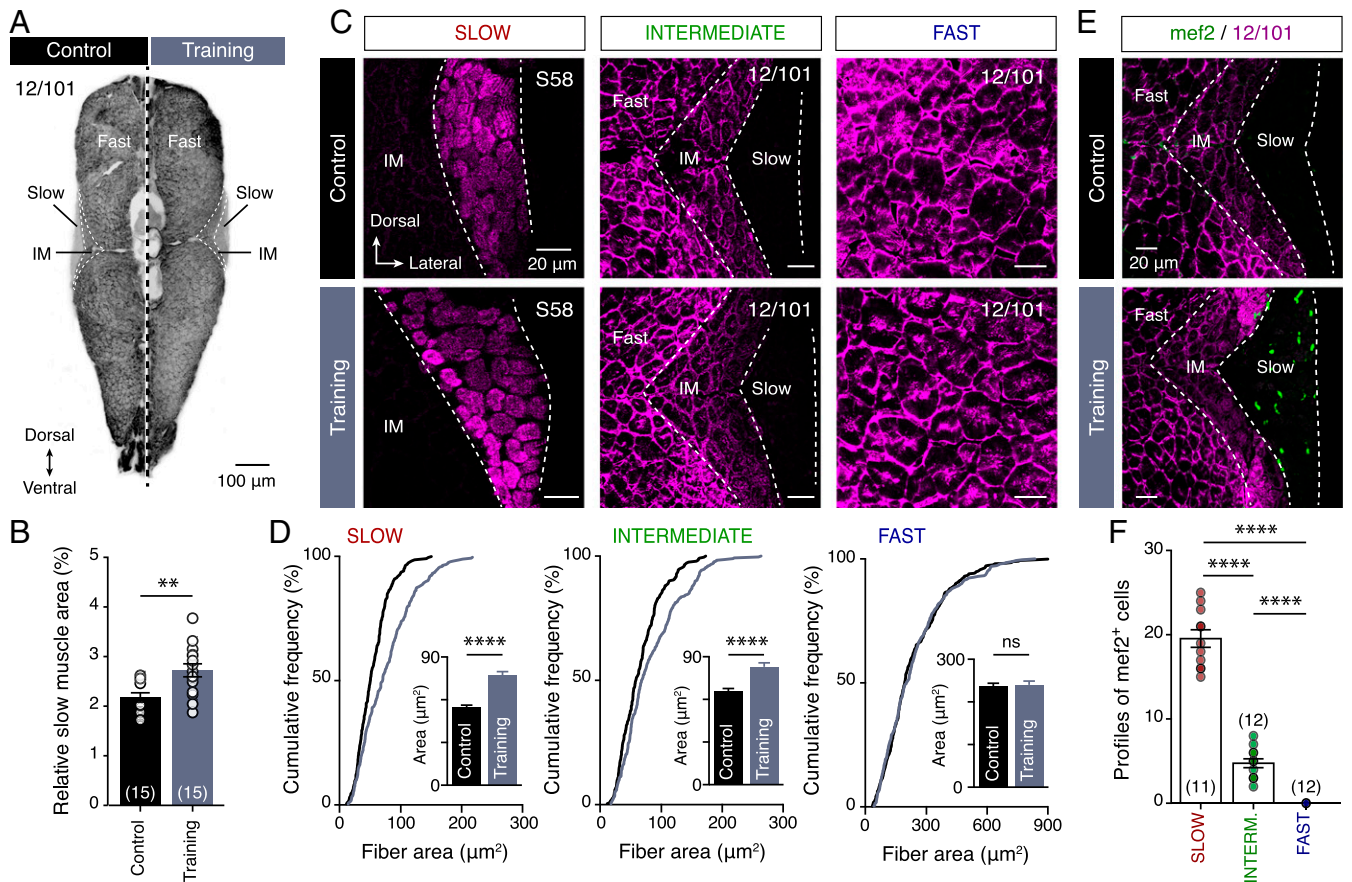 A
Control
Training
12/101
Fast
Fast
Slow
Slow
IM
IM
Dorsal
Ventral
100 µm
B
Relative slow muscle area (%)
5
4
3
2
1
0
**
(15)
(15)
Control
Training
C
SLOW
INTERMEDIATE
FAST
Control
Training
S58
IM
Dorsal
Lateral
20 µm
12/101
Fast
IM
Slow
12/101
S58
IM
12/101
Fast
IM
Slow
12/101
D
SLOW
Cumulative frequency (%)
100
50
0
0
100
200
300
Fiber area (µm²)
Area (µm²)
90
0
****
Control
Training
INTERMEDIATE
Cumulative frequency (%)
100
50
0
0
100
200
300
Fiber area (µm²)
Area (µm²)
90
0
****
Control
Training
FAST
Cumulative frequency (%)
100
50
0
0
300
600
900
Fiber area (µm²)
Area (µm²)
300
0
ns
Control
Training
E
mef2 / 12/101
Control
Training
Fast
IM
Slow
20 µm
Fast
IM
Slow
F
Profiles of mef2⁺ cells
30
20
10
0
****
****
****
(11)
(12)
(12)
SLOW
INTERM.
FAST